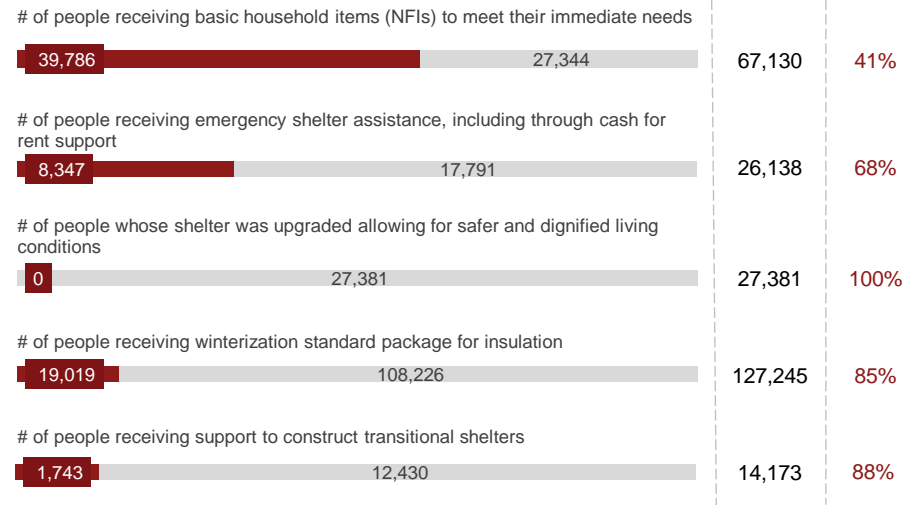 # of people receiving basic household items (NFIs) to meet their immediate needs
39,786 27,344 67,130 41%
# of people receiving emergency shelter assistance, including through cash for
rent support
8,347 17,791 26,138 68%
# of people whose shelter was upgraded allowing for safer and dignified living
conditions
0 27,381 27,381 100%
# of people receiving winterization standard package for insulation
19,019 108,226 127,245 85%
# of people receiving support to construct transitional shelters
1,743 12,430 14,173 88%